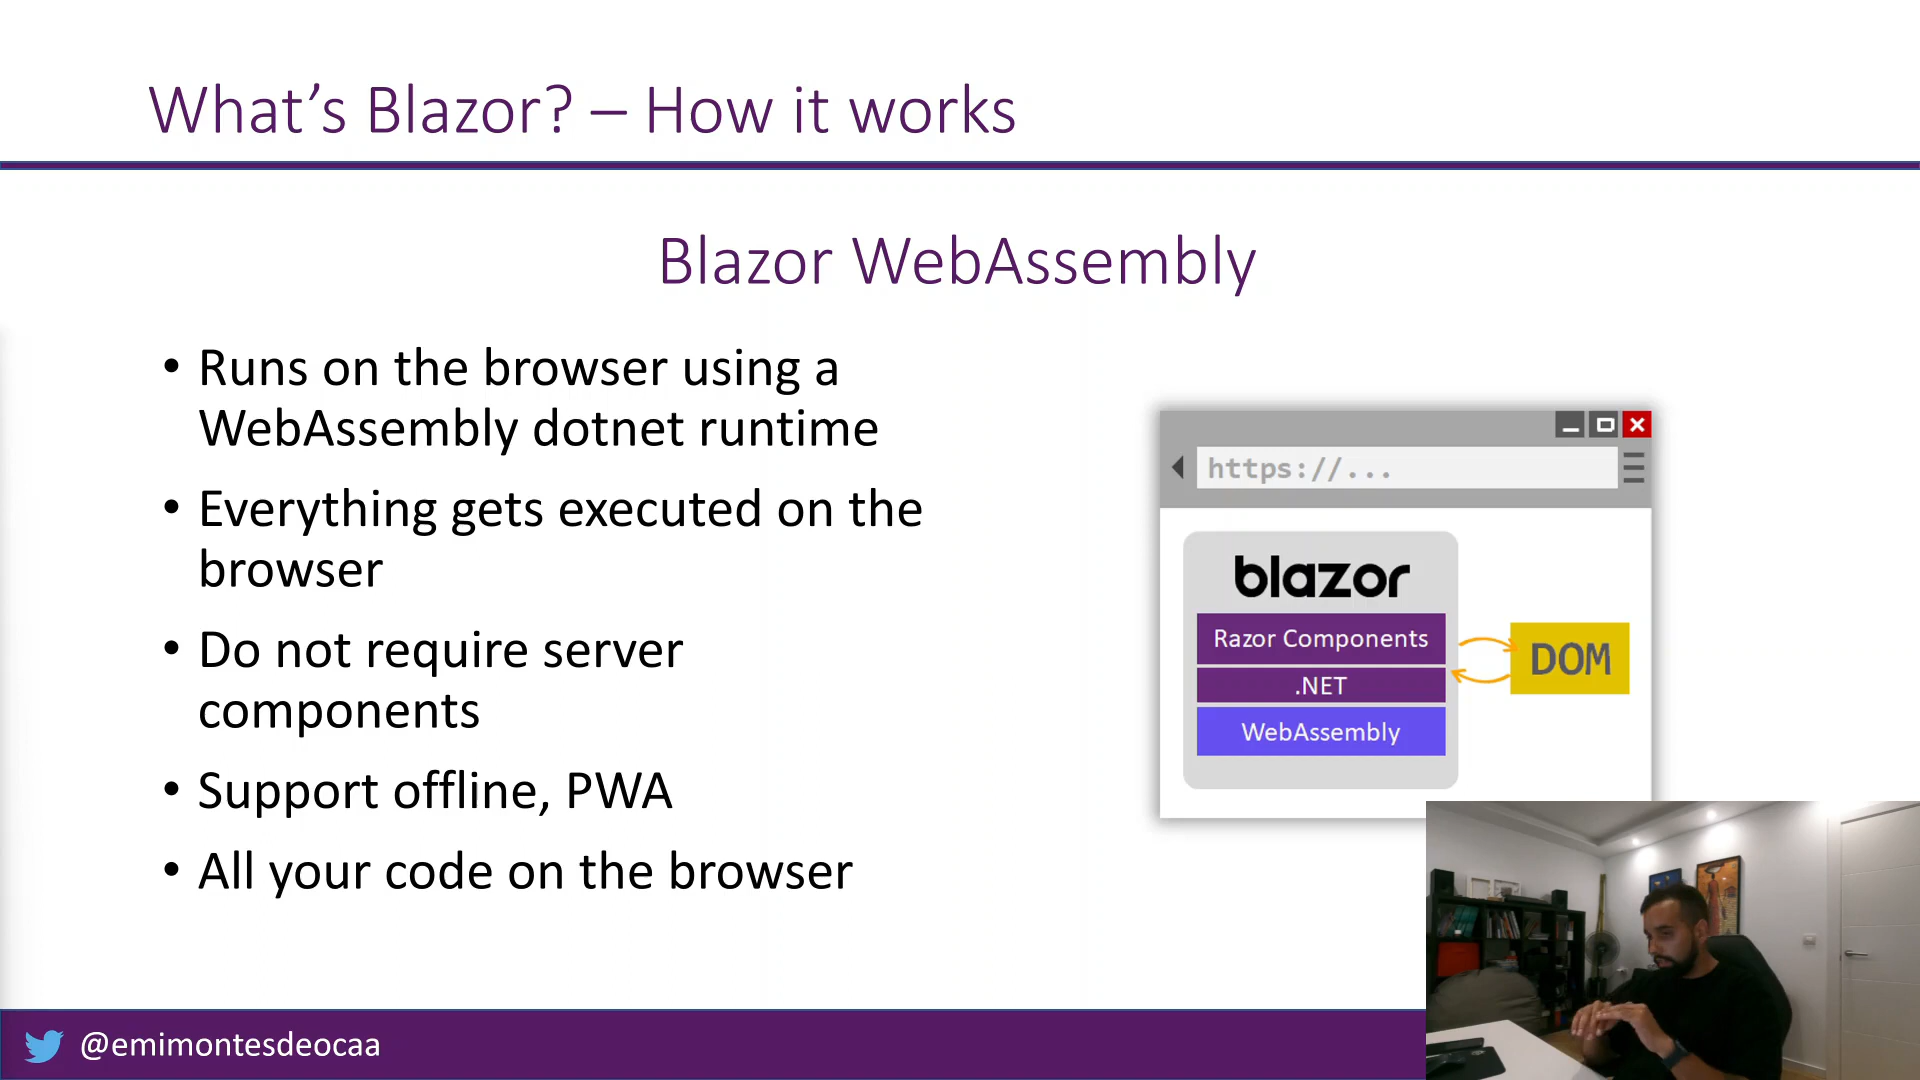 What’s Blazor? – How it works
Blazor WebAssembly
• Runs on the browser using a
WebAssembly dotnet runtime
• Everything gets executed on the
browser
• Do not require server
components
• Support offline, PWA
• All your code on the browser
https://...
blazor
Razor Components
.NET
WebAssembly
DOM
@emimontesdeocaa